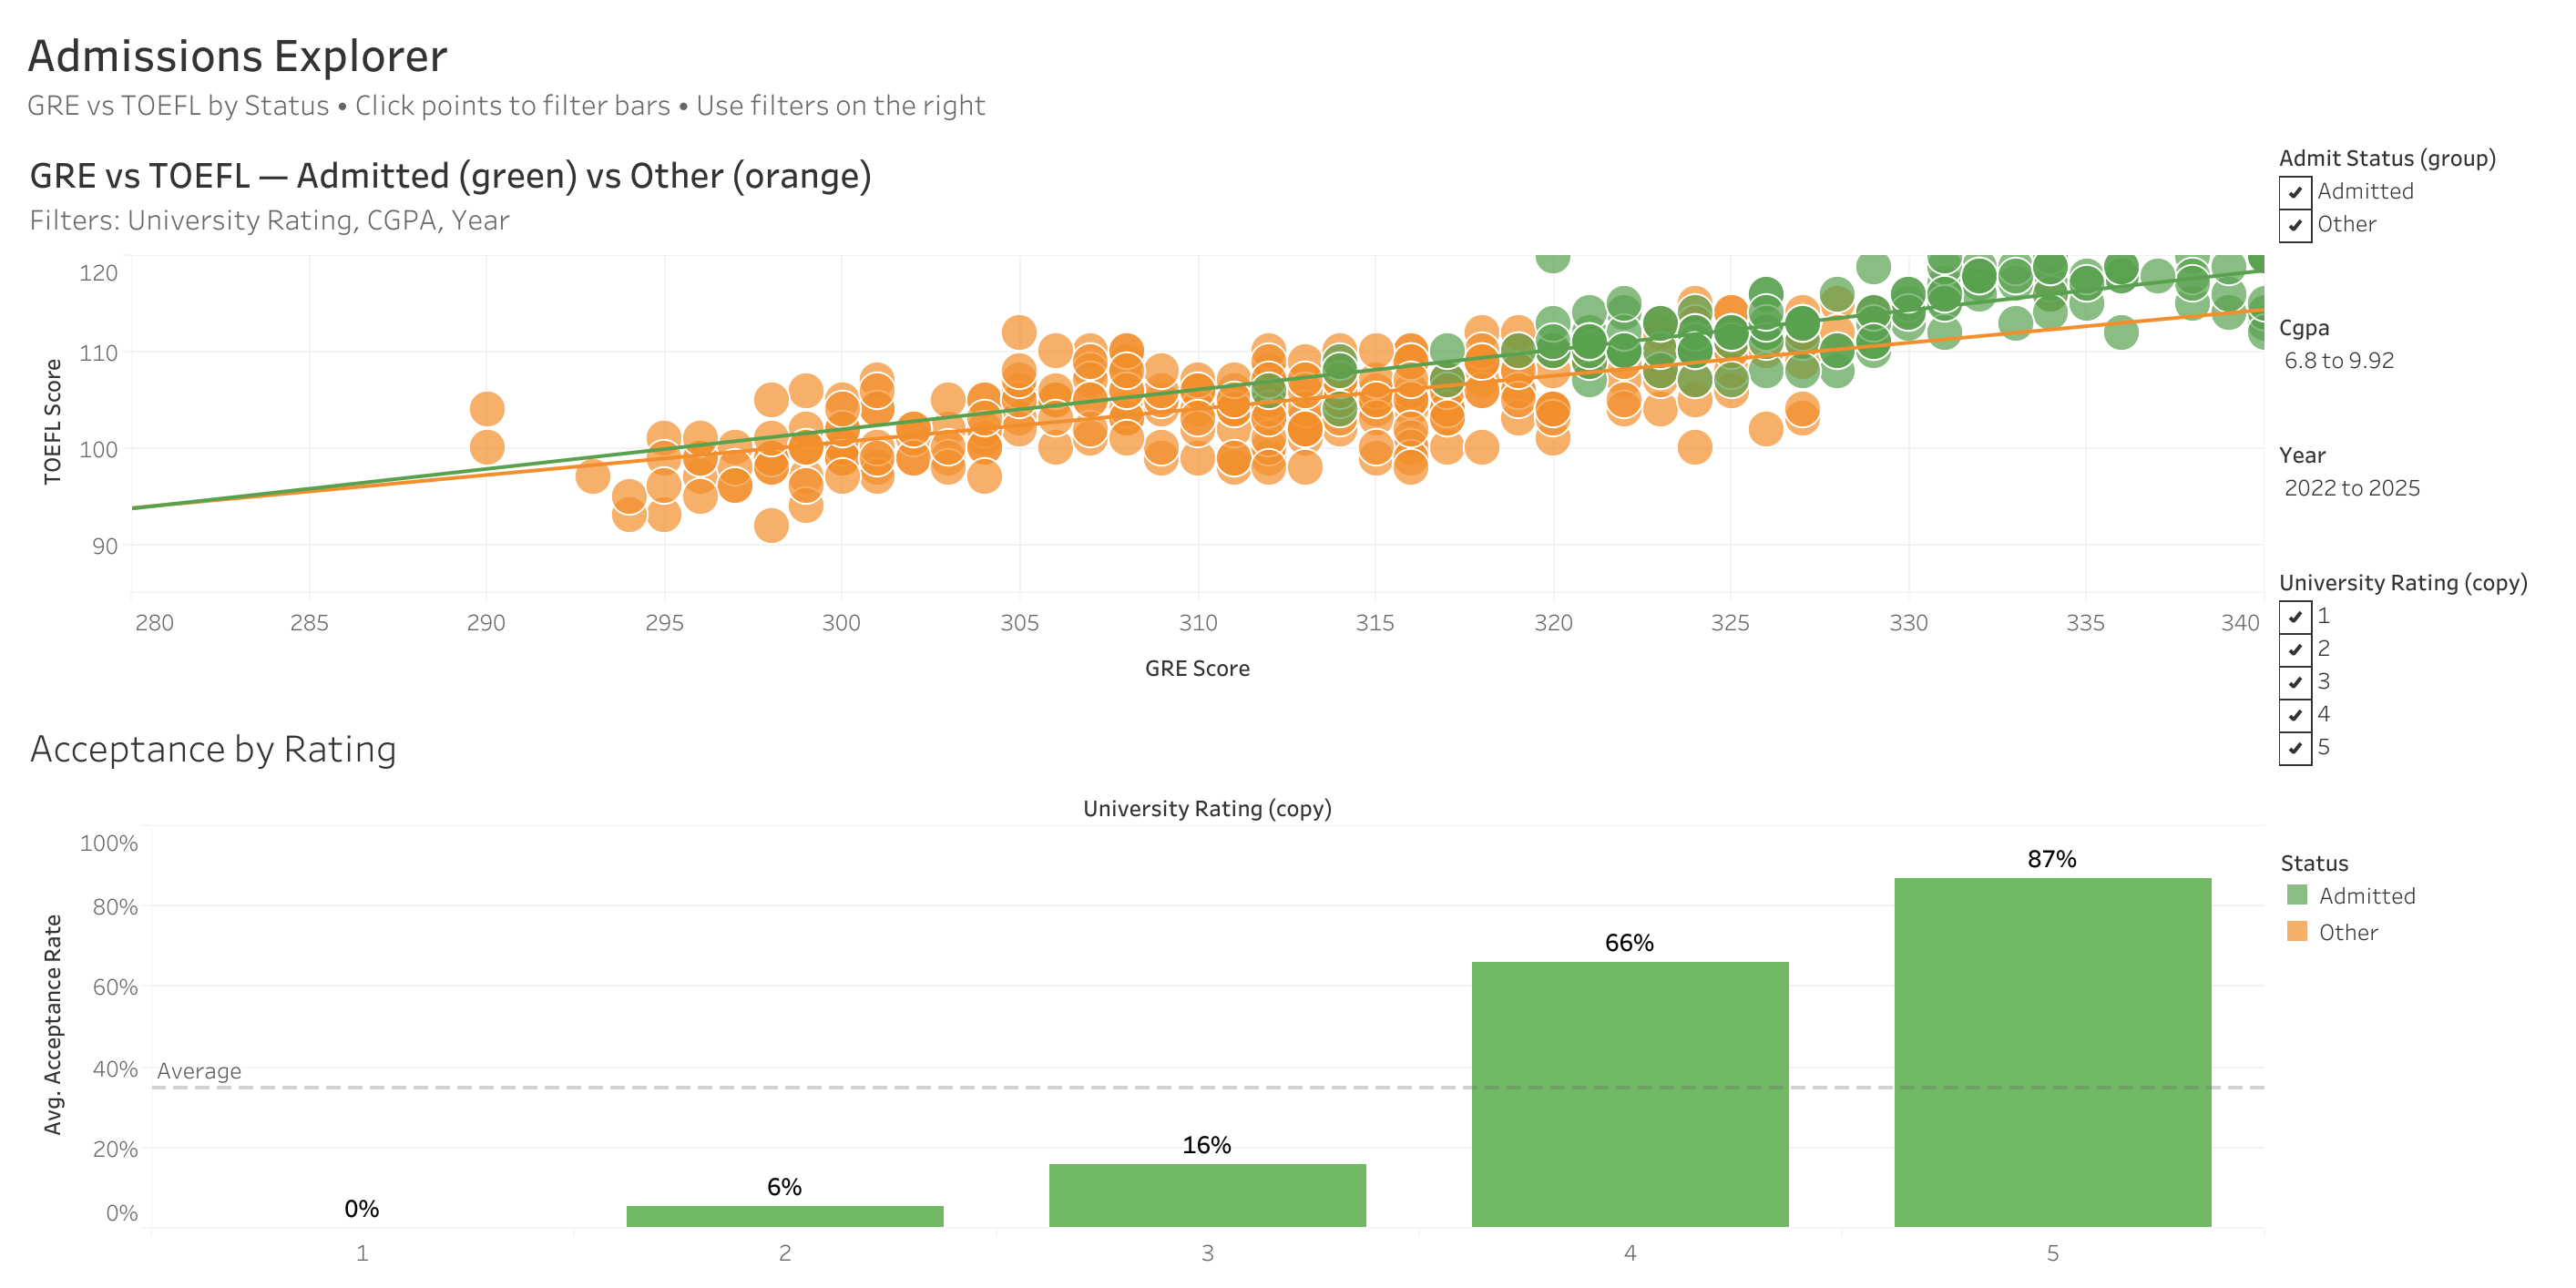 Admissions Explorer
GRE vs TOEFL by Status • Click points to filter bars • Use filters on the right
GRE vs TOEFL — Admitted (green) vs Other (orange)
Filters: University Rating, CGPA, Year
120
110
100
90
TOEFL Score
280 285 290 295 300 305 310 315 320 325 330 335 340
GRE Score
Admit Status (group)
Admitted
Other
Cgpa
6.8 to 9.92
Year
2022 to 2025
University Rating (copy)
1
2
3
4
5
Acceptance by Rating
University Rating (copy)
100%
80%
60%
40%
20%
0%
Avg. Acceptance Rate
Average
0%
6%
16%
66%
87%
1 2 3 4 5
Status
Admitted
Other